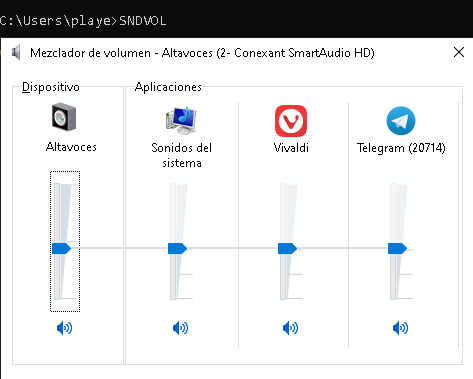 C:\Users\playe>SNDVOL
Mezclador de volumen - Altavoces (2- Conexant SmartAudio HD)
Dispositivo
Aplicaciones
Altavoces
Sonidos del
sistema
Vivaldi
Telegram (20714)